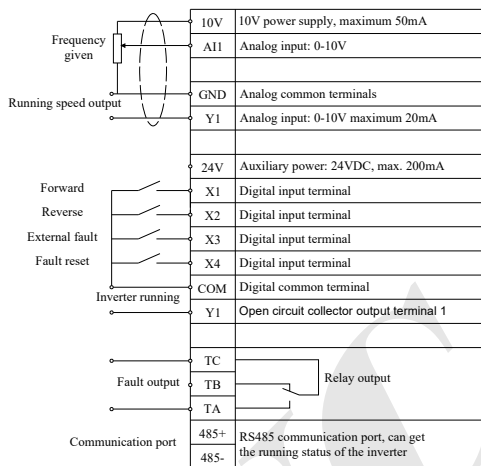 10V 10V power supply, maximum 50mA
Frequency
given
AI1 Analog input: 0-10V
GND Analog common terminals
Running speed output
Y1 Analog input: 0-10V maximum 20mA
24V Auxiliary power: 24VDC, max. 200mA
Forward X1 Digital input terminal
Reverse X2 Digital input terminal
External fault X3 Digital input terminal
Fault reset X4 Digital input terminal
COM Digital common terminal
Inverter running
Y1 Open circuit collector output terminal 1
TC
Fault output TB Relay output
TA
Communication port
485+ RS485 communication port, can get
485- the running status of the inverter